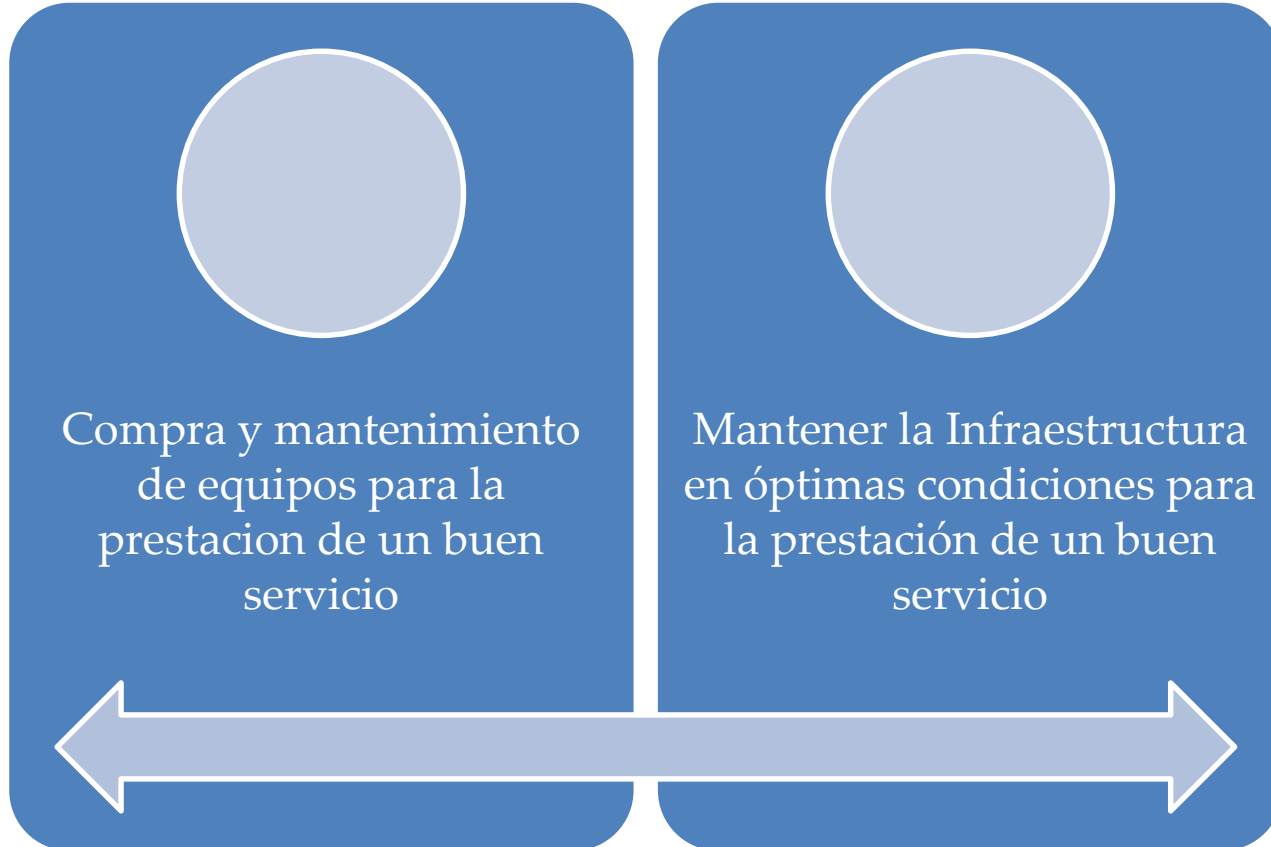 Compra y mantenimiento
de equipos para la
prestacion de un buen
servicio
Mantener la Infraestructura
en óptimas condiciones para
la prestación de un buen
servicio